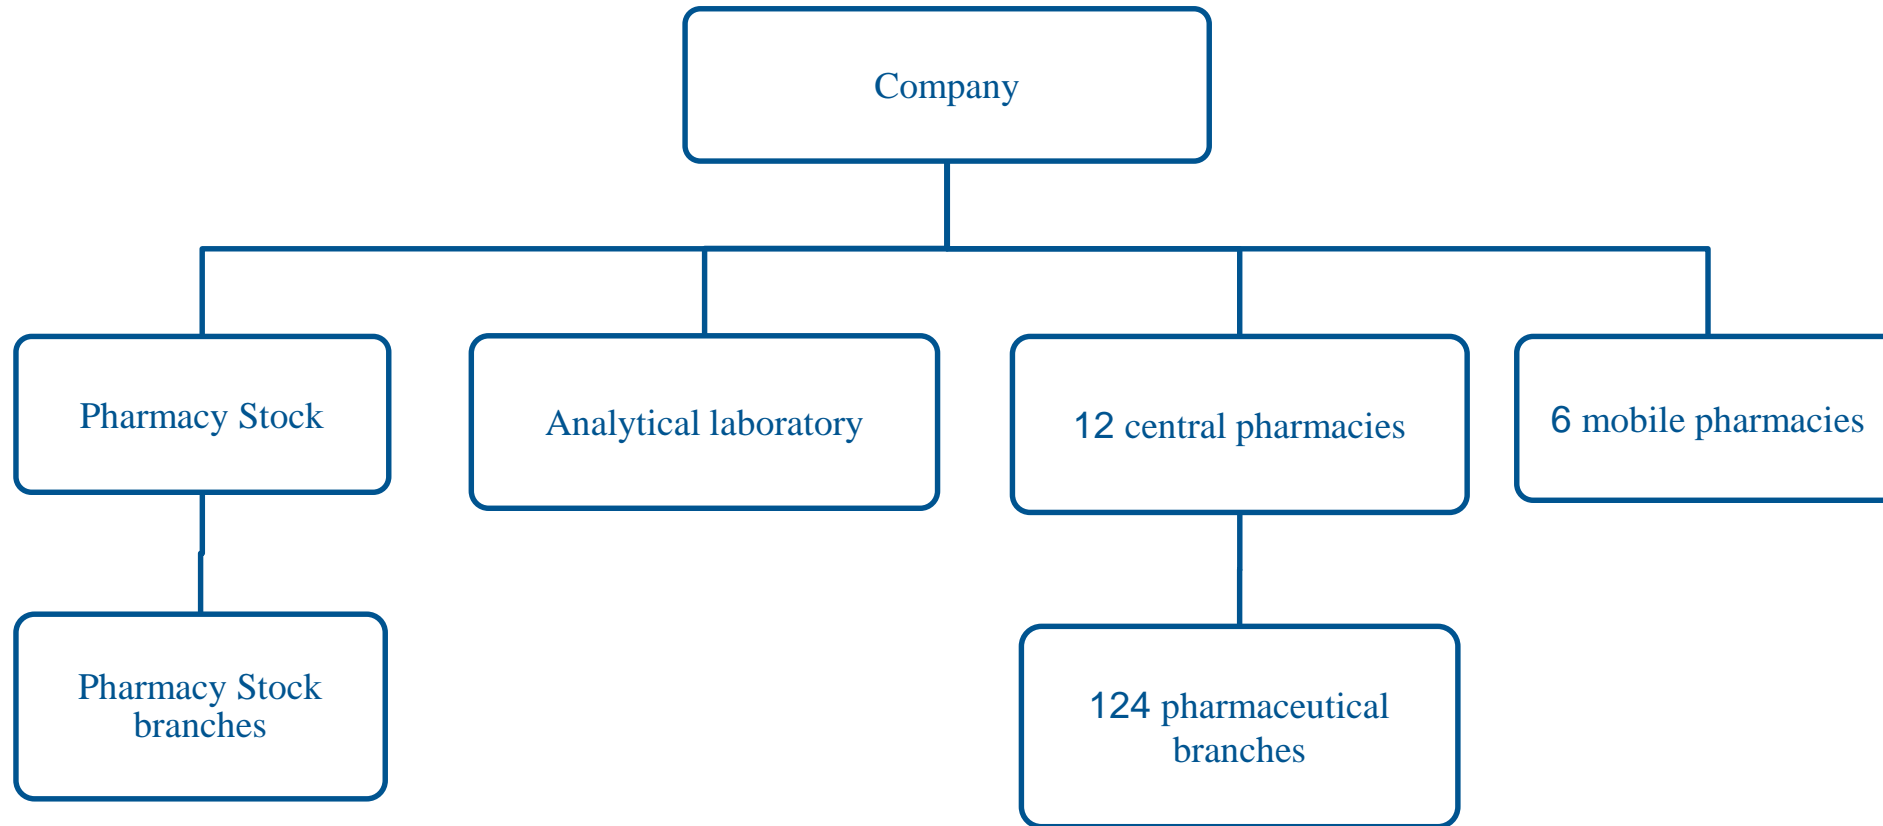 Company
Pharmacy Stock
Analytical laboratory
12 central pharmacies
6 mobile pharmacies
Pharmacy Stock
branches
124 pharmaceutical
branches